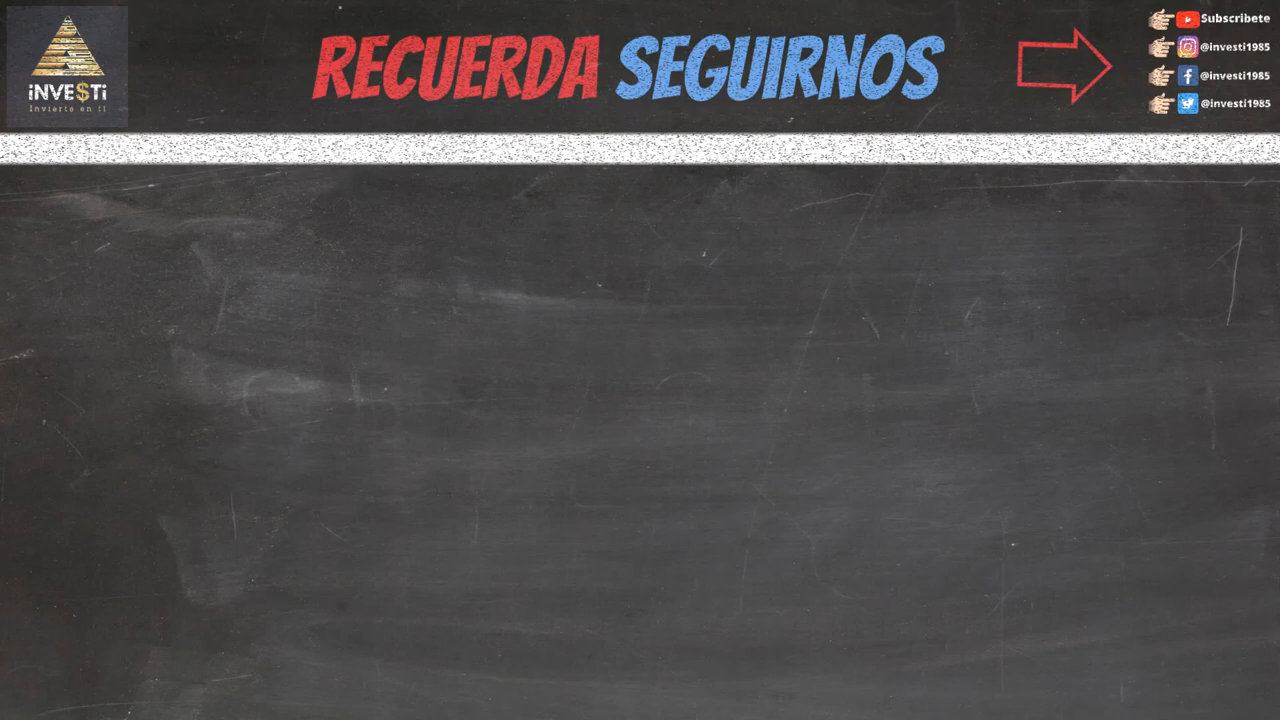 iNVE$Ti
Invierte en ti
RECUERDA SEGUIRNOS
Subscribete
@investi1985
@investi1985
@investi1985